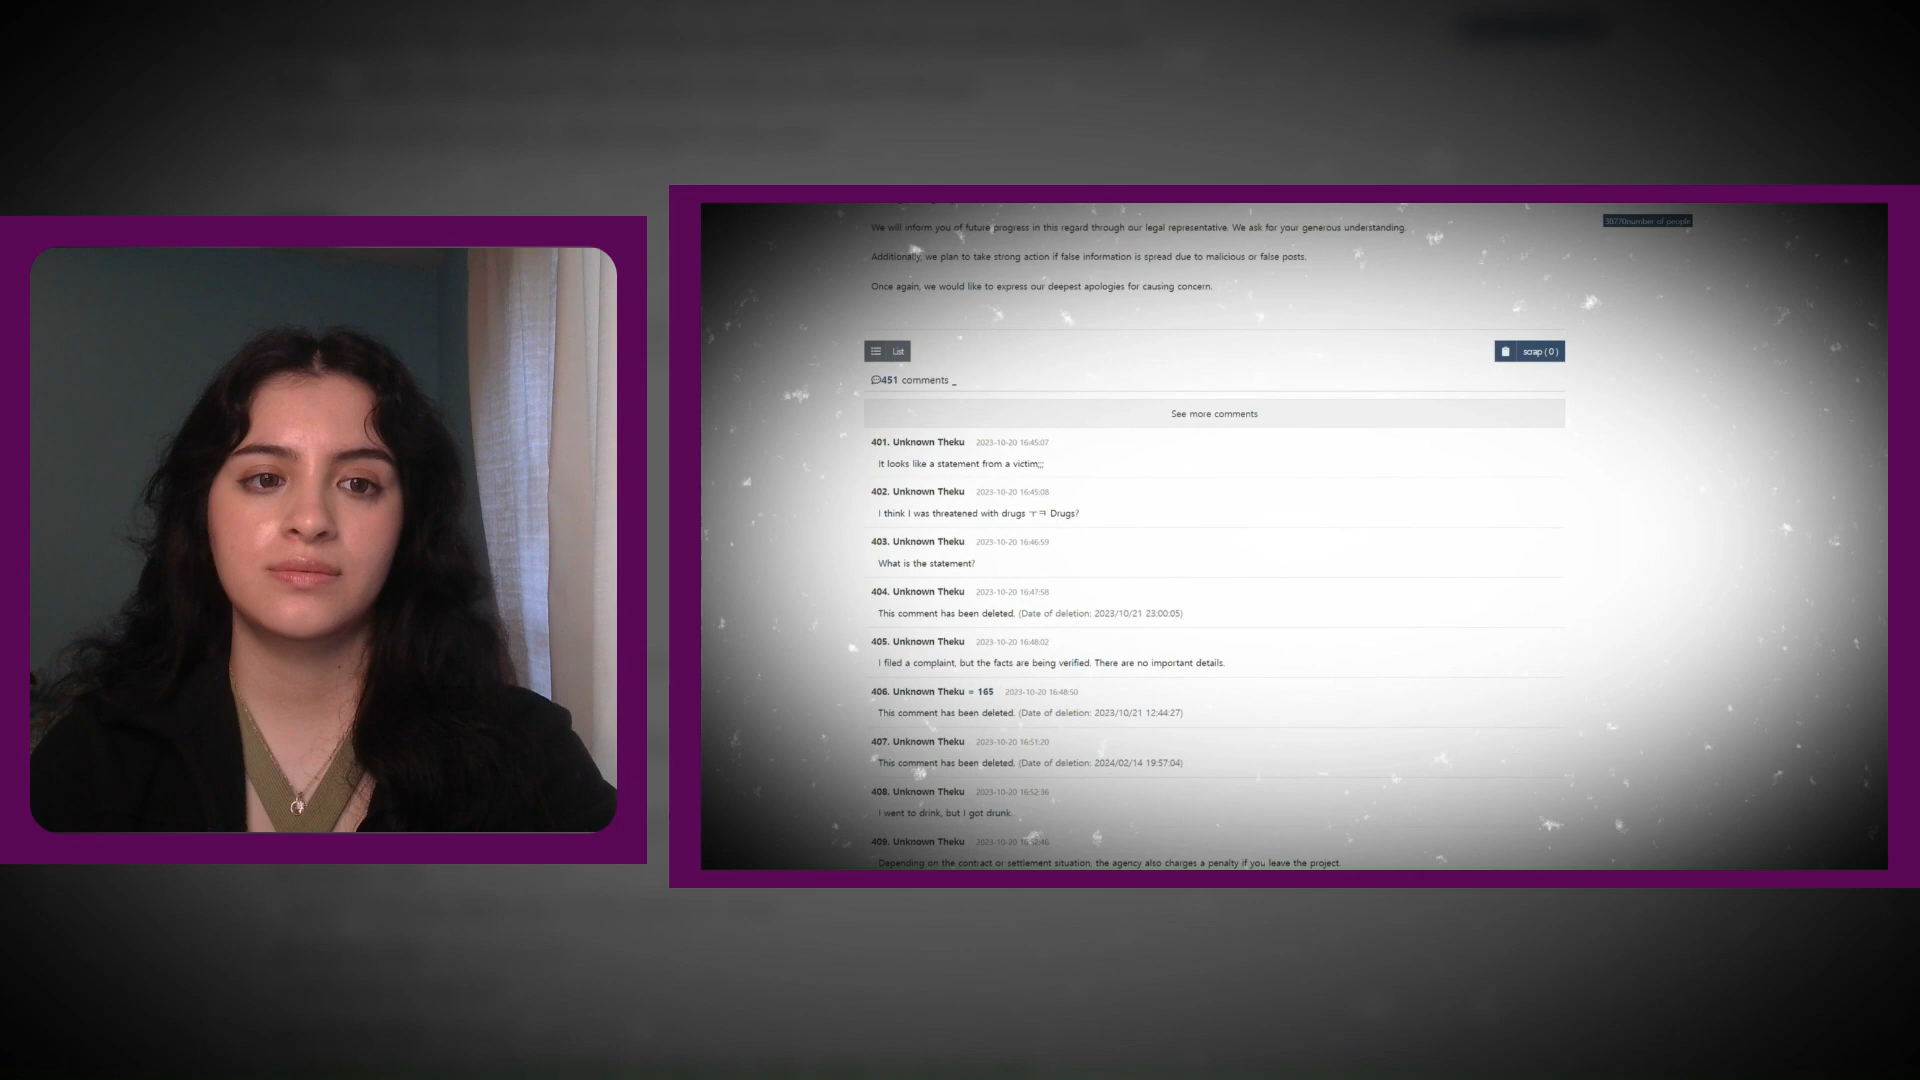 38770number of people
We will inform you of future progress in this regard through our legal representative. We ask for your generous understanding.
Additionally, we plan to take strong action if false information is spread due to malicious or false posts.
Once again, we would like to express our deepest apologies for causing concern.
List
scrap ( 0 )
451 comments _
See more comments
401. Unknown Theku 2023-10-20 16:45:07
It looks like a statement from a victim;;;
402. Unknown Theku 2023-10-20 16:45:08
I think I was threatened with drugs ㅜㅋ Drugs?
403. Unknown Theku 2023-10-20 16:46:59
What is the statement?
404. Unknown Theku 2023-10-20 16:47:58
This comment has been deleted. (Date of deletion: 2023/10/21 23:00:05)
405. Unknown Theku 2023-10-20 16:48:02
I filed a complaint, but the facts are being verified. There are no important details.
406. Unknown Theku = 165 2023-10-20 16:48:50
This comment has been deleted. (Date of deletion: 2023/10/21 12:44:27)
407. Unknown Theku 2023-10-20 16:51:20
This comment has been deleted. (Date of deletion: 2024/02/14 19:57:04)
408. Unknown Theku 2023-10-20 16:52:36
I went to drink, but I got drunk.
409. Unknown Theku 2023-10-20
Depending on the contract or settlement situation, the agency also charges a penalty if you leave the project.